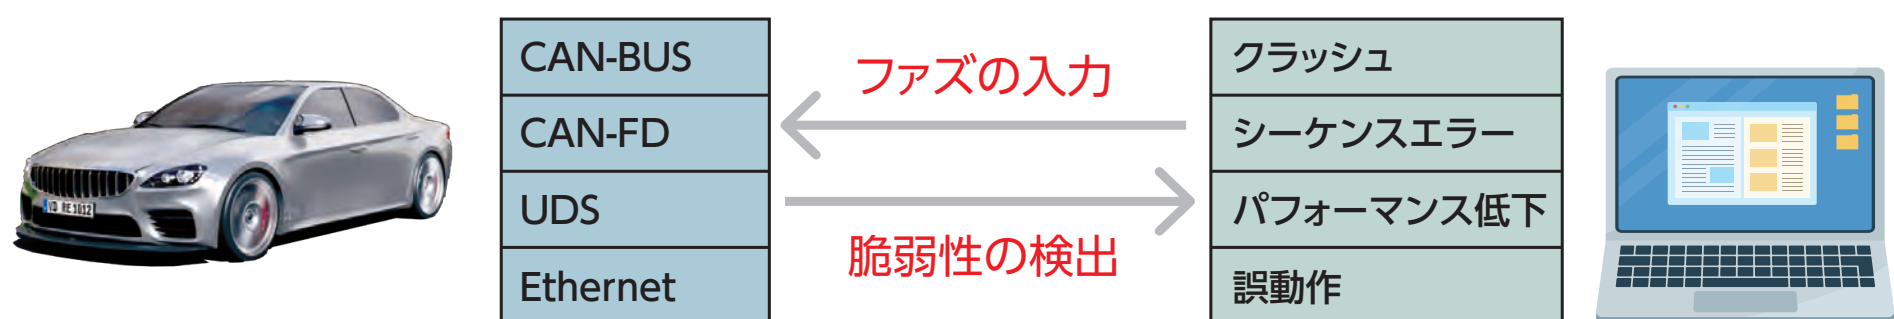 CAN-BUS
CAN-FD
UDS
Ethernet
ファズの入力
脆弱性の検出
クラッシュ
シーケンスエラー
パフォーマンス低下
誤動作